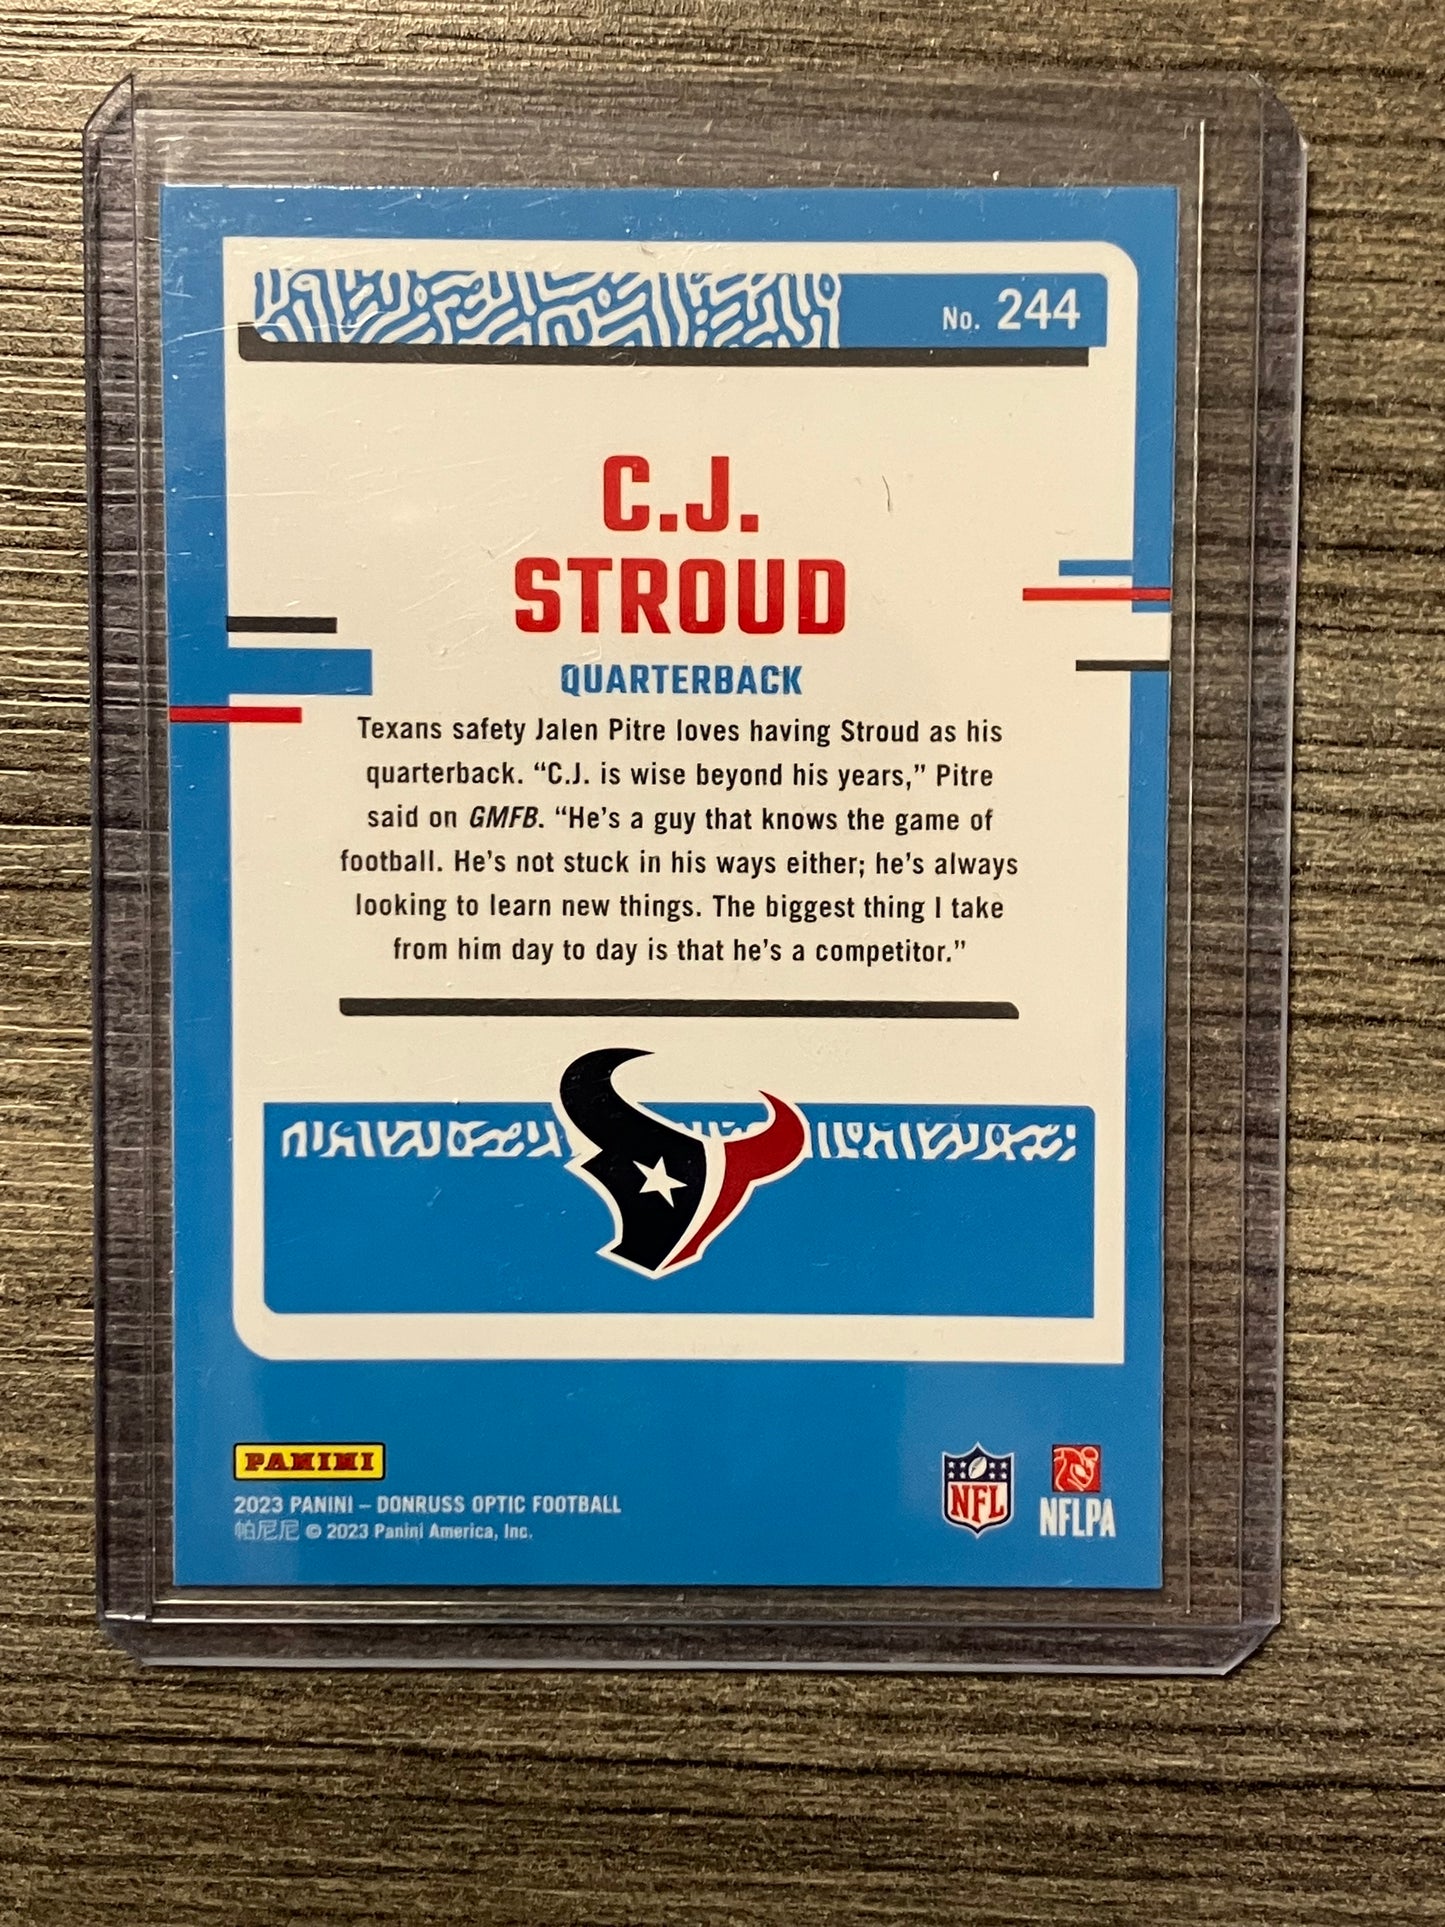 No. 244
C.J.
STROUD
QUARTERBACK
Texans safety Jalen Pitre loves having Stroud as his
quarterback. “C.J. is wise beyond his years,” Pitre
said on GMFB. “He’s a guy that knows the game of
football. He’s not stuck in his ways either; he’s always
looking to learn new things. The biggest thing I take
from him day to day is that he’s a competitor.”
PANINI
2023 PANINI – DONRUSS OPTIC FOOTBALL
帕尼尼 © 2023 Panini America, Inc.
NFL
NFLPA